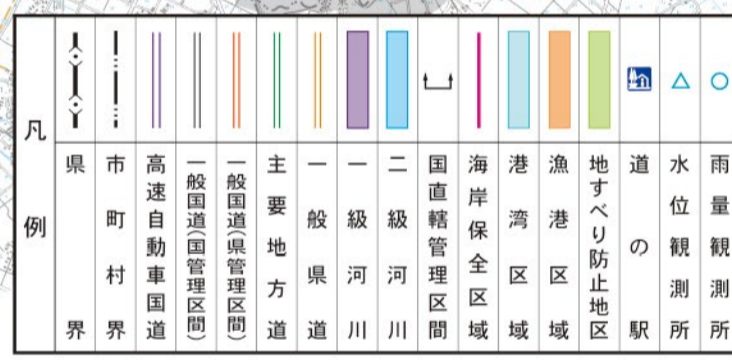 凡例
県界
市町村界
高速自動車国道
一般国道(国管理区間)
一般国道(県管理区間)
主要地方道
一般県道
一級河川
二級河川
国直轄管理区間
海岸保全区域
港湾区域
漁港区域
地すべり防止地区
道の駅
水位観測所
雨量観測所